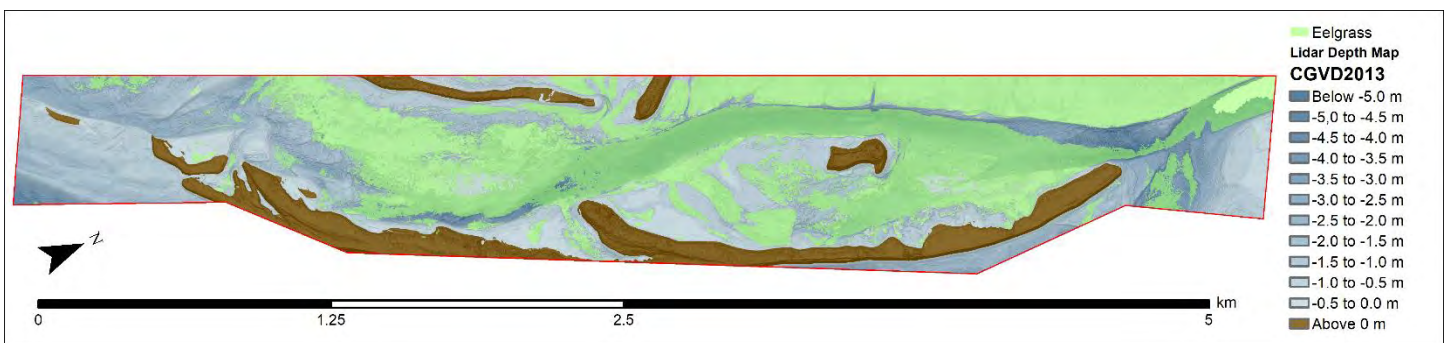 Eelgrass
Lidar Depth Map
CGVD2013
Below -5.0 m
-5.0 to -4.5 m
-4.5 to -4.0 m
-4.0 to -3.5 m
-3.5 to -3.0 m
-3.0 to -2.5 m
-2.5 to -2.0 m
-2.0 to -1.5 m
-1.5 to -1.0 m
-1.0 to -0.5 m
-0.5 to 0.0 m
Above 0 m
N
km
0 1.25 2.5 5